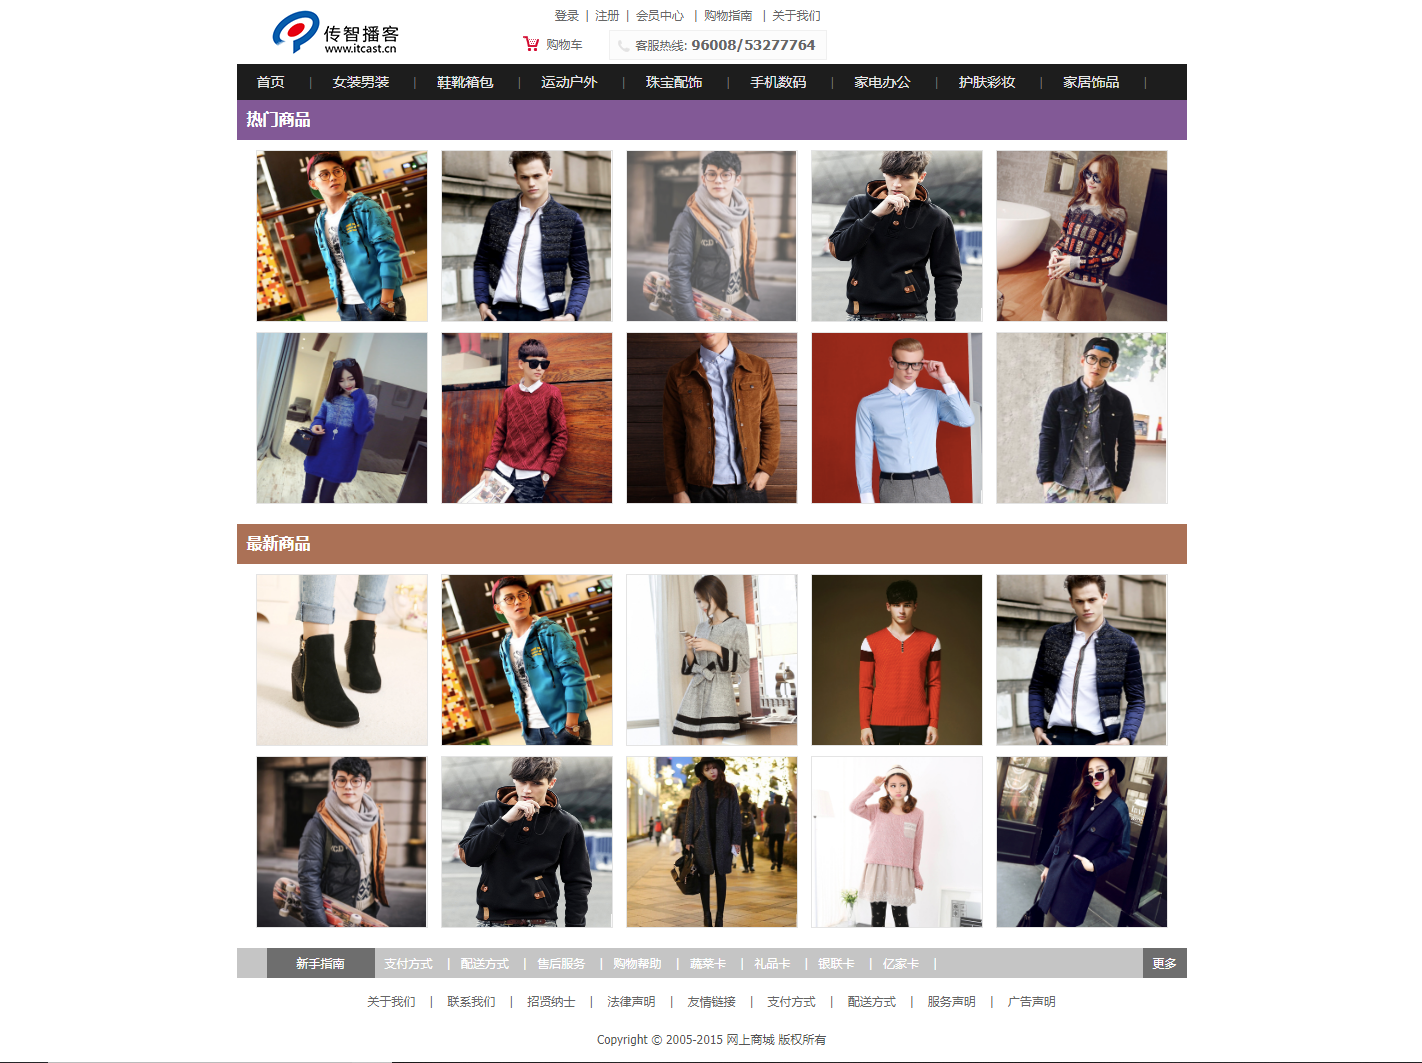 传智播客
www.itcast.cn
登录 | 注册 | 会员中心 | 购物指南 | 关于我们
购物车 客服热线: 96008/53277764
首页 | 女装男装 | 鞋靴箱包 | 运动户外 | 珠宝配饰 | 手机数码 | 家电办公 | 护肤彩妆 | 家居饰品 |
热门商品
最新商品
新手指南 支付方式 | 配送方式 | 售后服务 | 购物帮助 | 蔬菜卡 | 礼品卡 | 银联卡 | 亿家卡 | 更多
关于我们 | 联系我们 | 招贤纳士 | 法律声明 | 友情链接 | 支付方式 | 配送方式 | 服务声明 | 广告声明
Copyright © 2005-2015 网上商城 版权所有